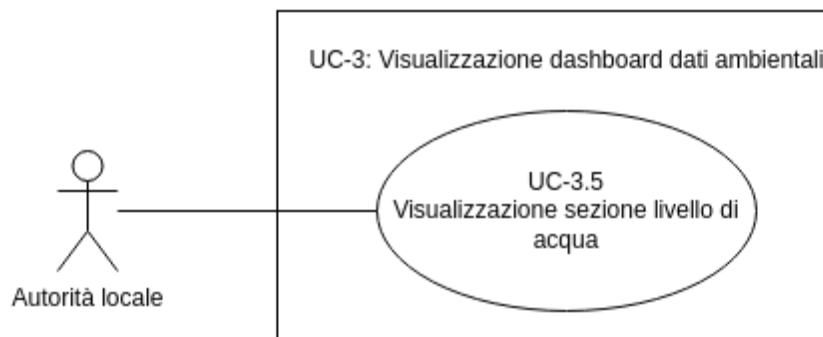 UC-3: Visualizzazione dashboard dati ambientali
UC-3.5
Visualizzazione sezione livello di
acqua
Autorità locale